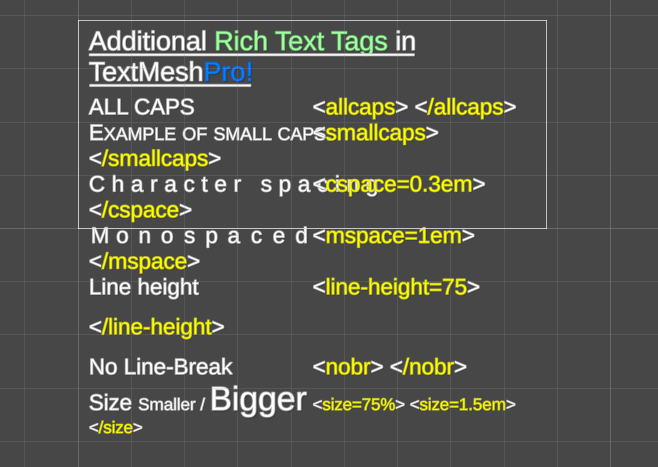 Additional Rich Text Tags in
TextMeshPro!
ALL CAPS <allcaps> </allcaps>
EXAMPLE OF SMALL CAPS <smallcaps>
</smallcaps>
Character spacing <cspace=0.3em>
</cspace>
Monospaced <mspace=1em>
</mspace>
Line height <line-height=75>
</line-height>
No Line-Break <nobr> </nobr>
Size Smaller / Bigger <size=75%> <size=1.5em>
</size>